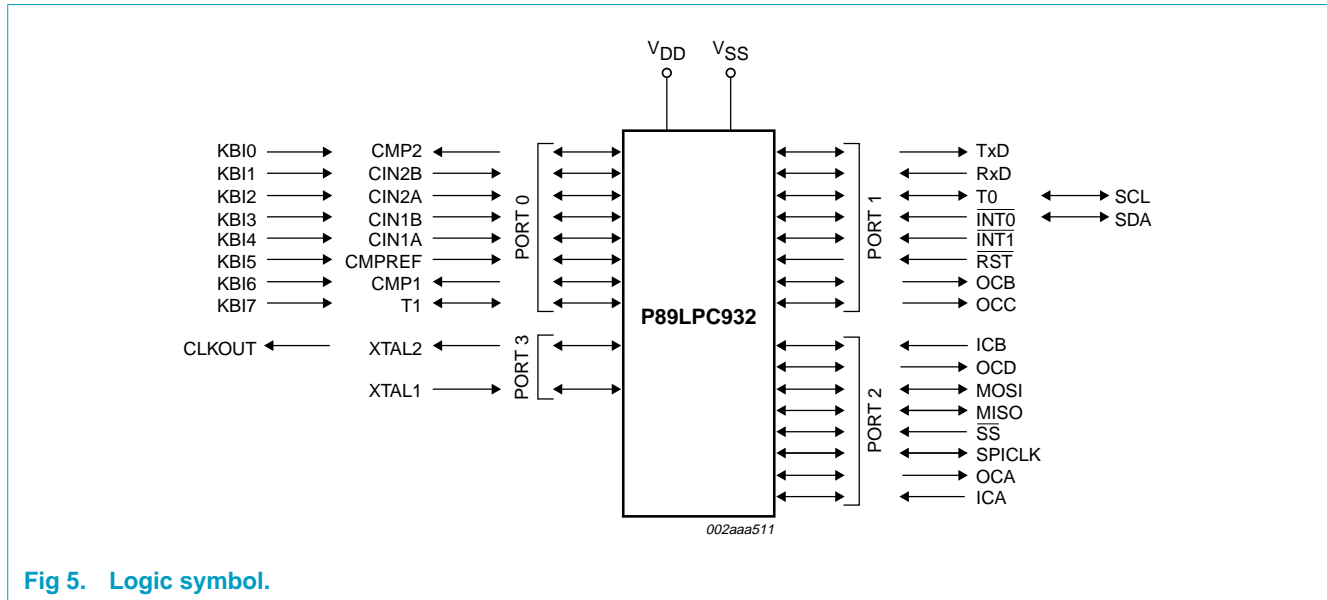 VDD VSS
KBI0 CMP2 TxD
KBI1 CIN2B RxD
KBI2 CIN2A T0 SCL
KBI3 CIN1B INT0 SDA
KBI4 CIN1A INT1
KBI5 CMPREF RST
KBI6 CMP1 OCB
KBI7 T1 OCC
PORT 0
PORT 1
P89LPC932
CLKOUT XTAL2 ICB
OCD
XTAL1 MOSI
MISO
SS
SPICLK
OCA
ICA
PORT 3
PORT 2
002aaa511
Fig 5. Logic symbol.